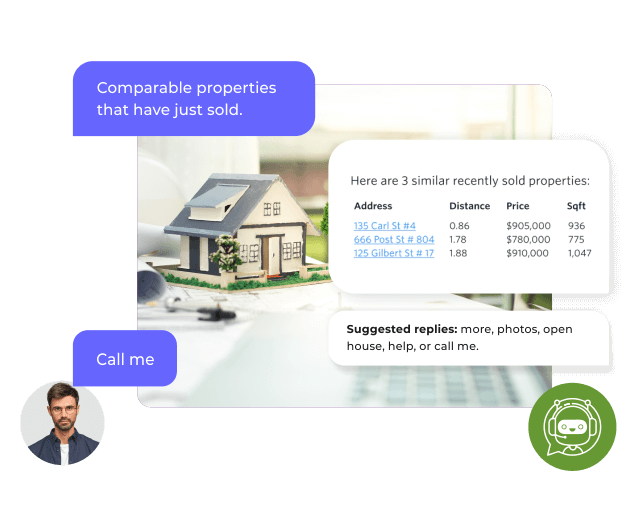 Comparable properties
that have just sold.
Here are 3 similar recently sold properties:
Address Distance Price Sqft
135 Carl St #4 0.86 $905,000 936
666 Post St # 804 1.78 $780,000 775
125 Gilbert St # 17 1.88 $910,000 1,047
Suggested replies: more, photos, open
house, help, or call me.
Call me